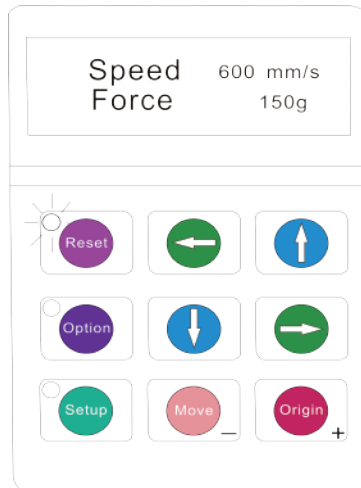 Speed 600 mm/s
Force 150g
Reset
Option
Setup
Move −
Origin +